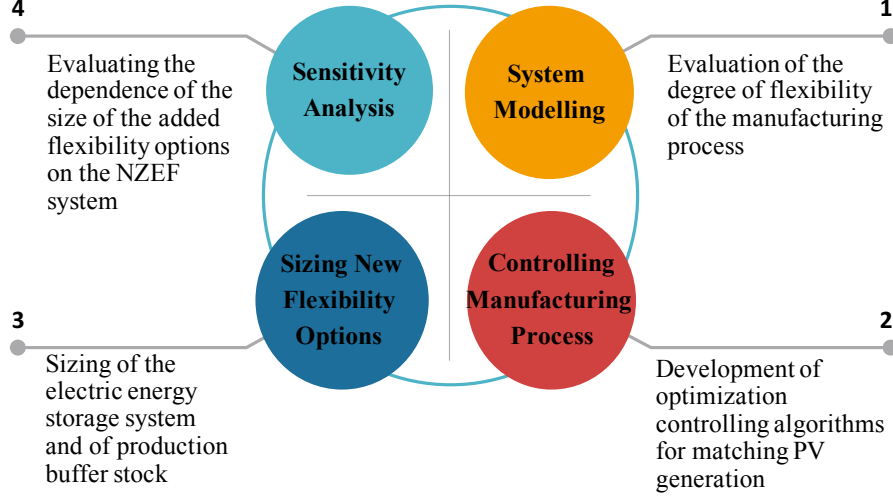 4
Evaluating the
dependence of the
size of the added
flexibility options
on the NZEF
system
Sensitivity
Analysis
System
Modelling
1
Evaluation of the
degree of flexibility
of the manufacturing
process
3
Sizing of the
electric energy
storage system
and of production
buffer stock
Sizing New
Flexibility
Options
Controlling
Manufacturing
Process
2
Development of
optimization
controlling algorithms
for matching PV
generation